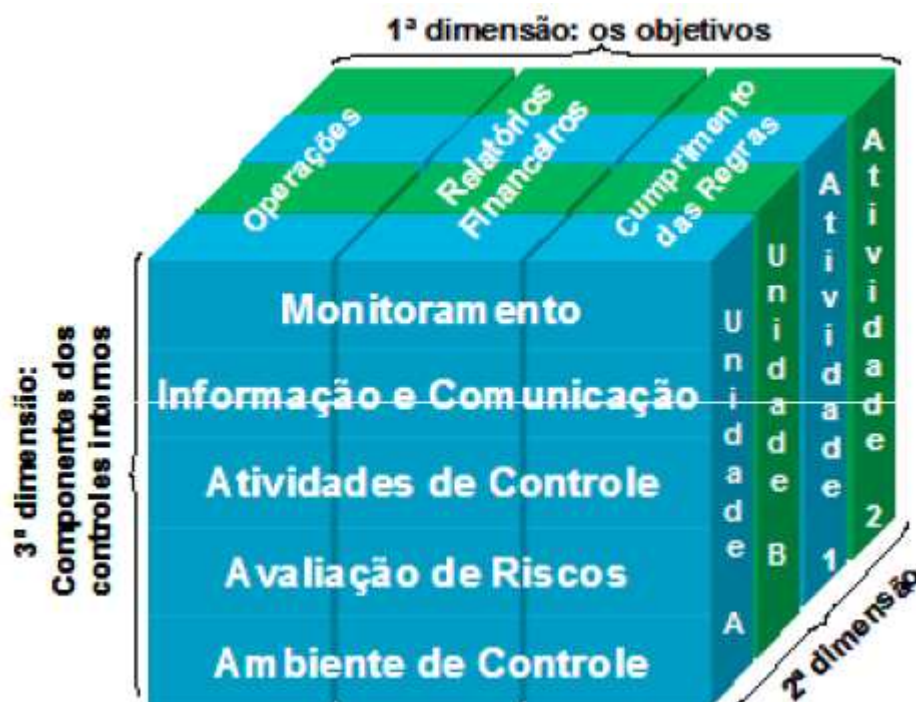 1ª dimensão: os objetivos
Operações
Relatórios
Financeiros
Cumprimento
das Regras
Monitoramento
Informação e Comunicação
Atividades de Controle
Avaliação de Riscos
Ambiente de Controle
Unidade A
Unidade B
Atividade 1
Atividade 2
3ª dimensão:
Componentes dos
controles internos
2ª dimensão